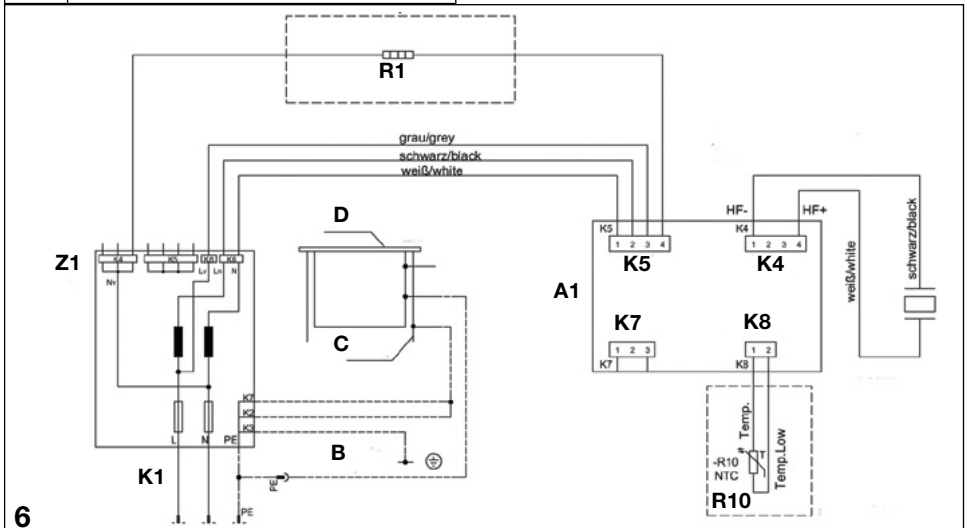 R1
grau/grey
schwarz/black
weiß/white
D
HF-
HF+
K5
K4
1 2 3 4
1 2 3 4
K5
K4
weiß/white
schwarz/black
Z1
K4
K5
K8
K6
Nv
Lv
Ln
N
A1
C
K7
K8
1 2 3
1 2
K7
K8
K7
K2
K3
L
N
PE
B
Temp.
T
-R10
NTC
Temp.Low
R10
K1
PE
PE
6